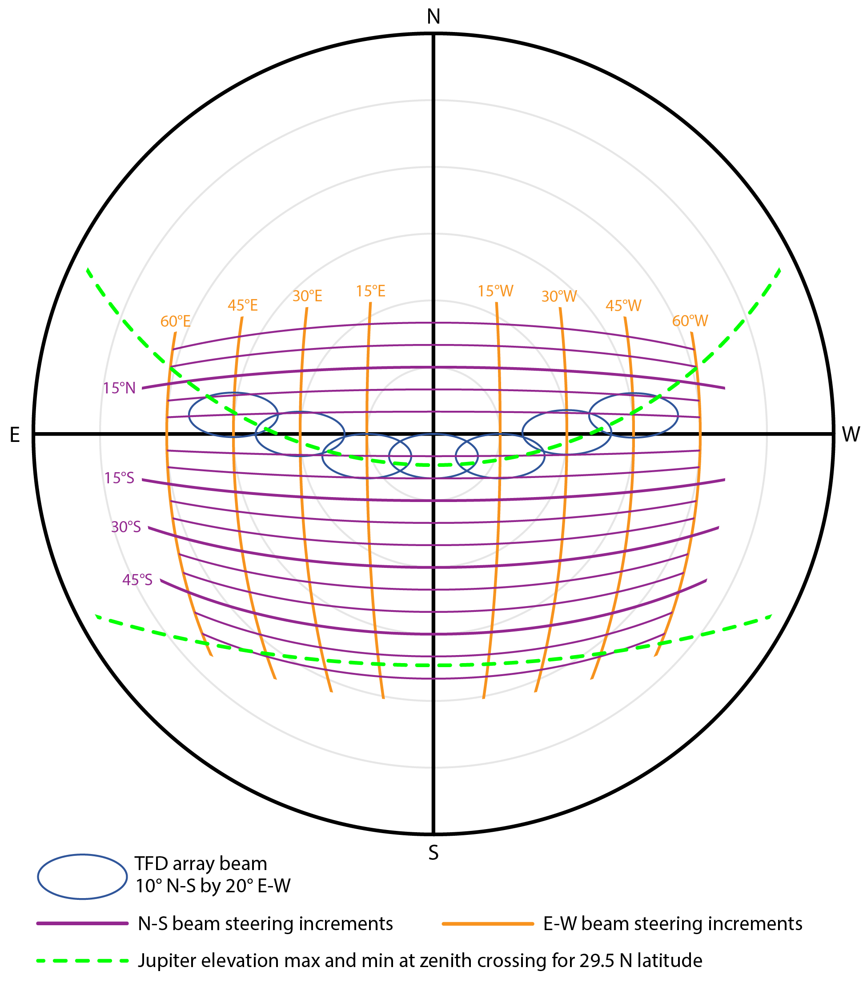 N
15°E
15°W
30°E
30°W
45°E
45°W
60°E
60°W
15°N
E
W
15°S
30°S
45°S
S
TFD array beam
10° N-S by 20° E-W
N-S beam steering increments
E-W beam steering increments
Jupiter elevation max and min at zenith crossing for 29.5 N latitude